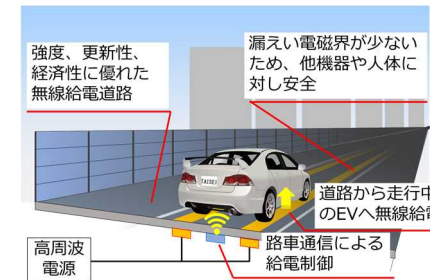 強度、更新性、
経済性に優れた
無線給電道路
漏えい電磁界が少ない
ため、他機器や人体に
対し安全
TAISEI
道路から走行中
のEVへ無線給電
路車通信による
給電制御
高周波
電源